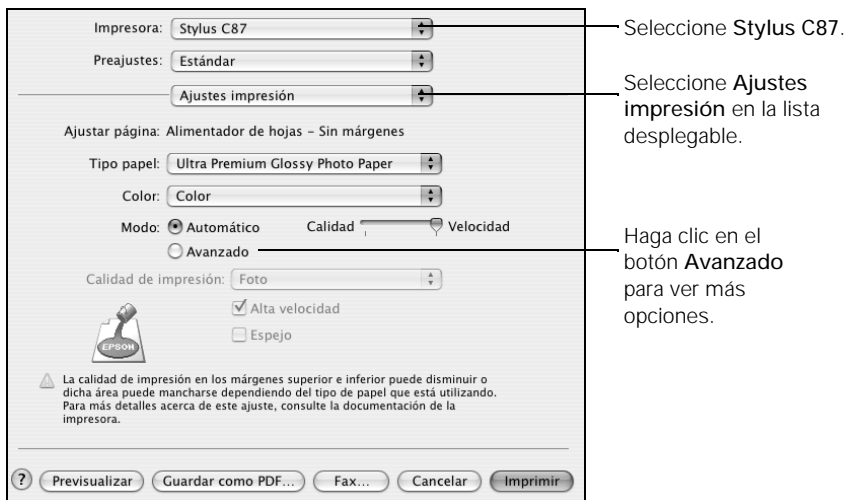 Impresora: Stylus C87
Preajustes: Estándar
Ajustes impresión
Ajustar página: Alimentador de hojas – Sin márgenes
Tipo papel: Ultra Premium Glossy Photo Paper
Color: Color
Modo: Automático Calidad Velocidad
Avanzado
Calidad de impresión: Foto
Alta velocidad
Espejo
EPSON
La calidad de impresión en los márgenes superior e inferior puede disminuir o
dicha área puede mancharse dependiendo del tipo de papel que está utilizando.
Para más detalles acerca de este ajuste, consulte la documentación de la
impresora.
? Previsualizar Guardar como PDF... Fax... Cancelar Imprimir
Seleccione Stylus C87.
Seleccione Ajustes
impresión en la lista
desplegable.
Haga clic en el
botón Avanzado
para ver más
opciones.